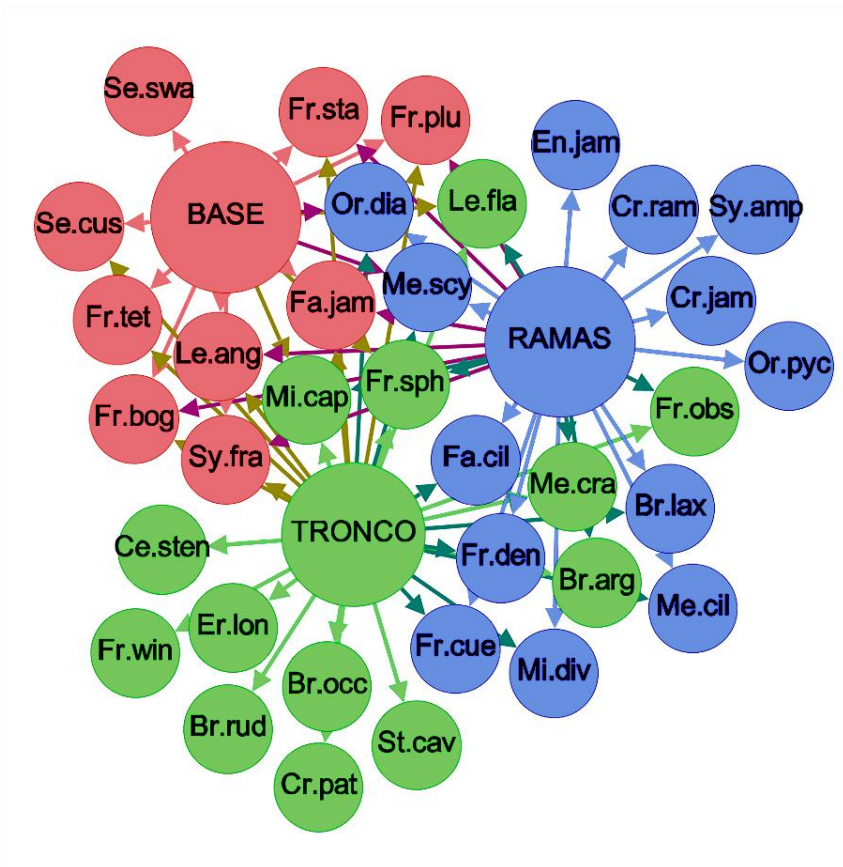 Se.swa
Fr.sta
Fr.plu
En.jam
Or.dia
Le.fla
Cr.ram
Sy.amp
BASE
Se.cus
Me.scy
Cr.jam
Fa.jam
Fr.tet
RAMAS
Le.ang
Or.pyc
Fr.sph
Mi.cap
Fr.obs
Fr.bog
Sy.fra
Fa.cil
Me.cra
Br.lax
TRONCO
Ce.sten
Fr.den
Br.arg
Me.cil
Er.lon
Fr.win
Fr.cue
Mi.div
Br.occ
Br.rud
St.cav
Cr.pat